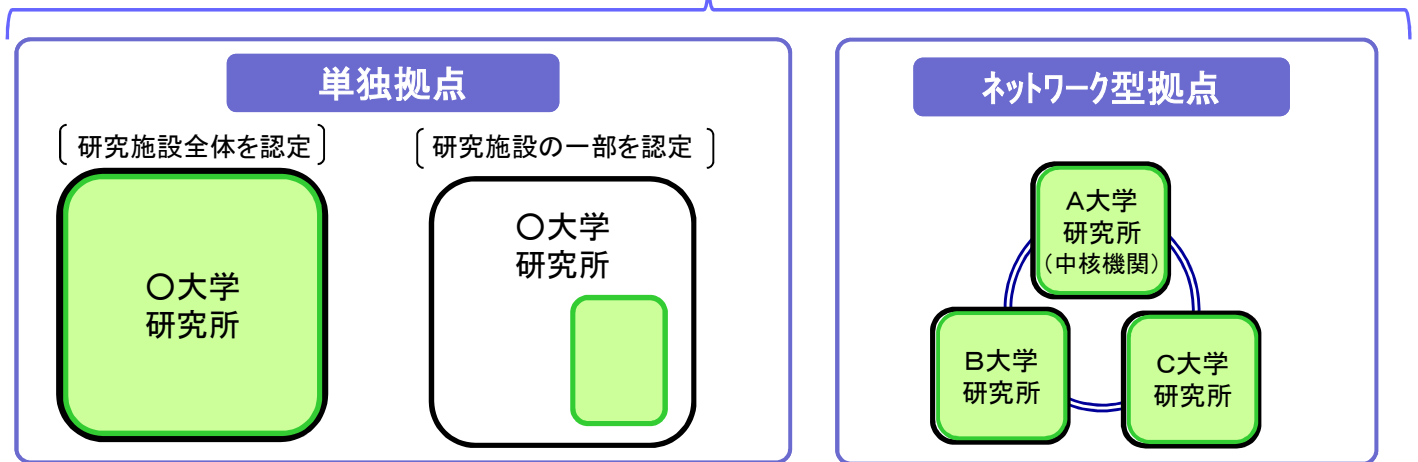 単独拠点
〔研究施設全体を認定〕
〔研究施設の一部を認定〕
〇大学
研究所
〇大学
研究所
ネットワーク型拠点
A大学
研究所
(中核機関)
B大学
研究所
C大学
研究所